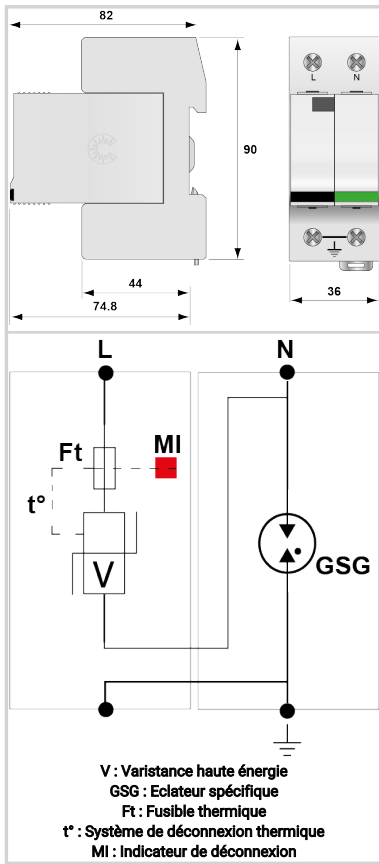 82
L N
90
44
74.8
36
L N
Ft MI
t°
V
GSG
V : Varistance haute énergie
GSG : Eclateur spécifique
Ft : Fusible thermique
t° : Système de déconnexion thermique
MI : Indicateur de déconnexion